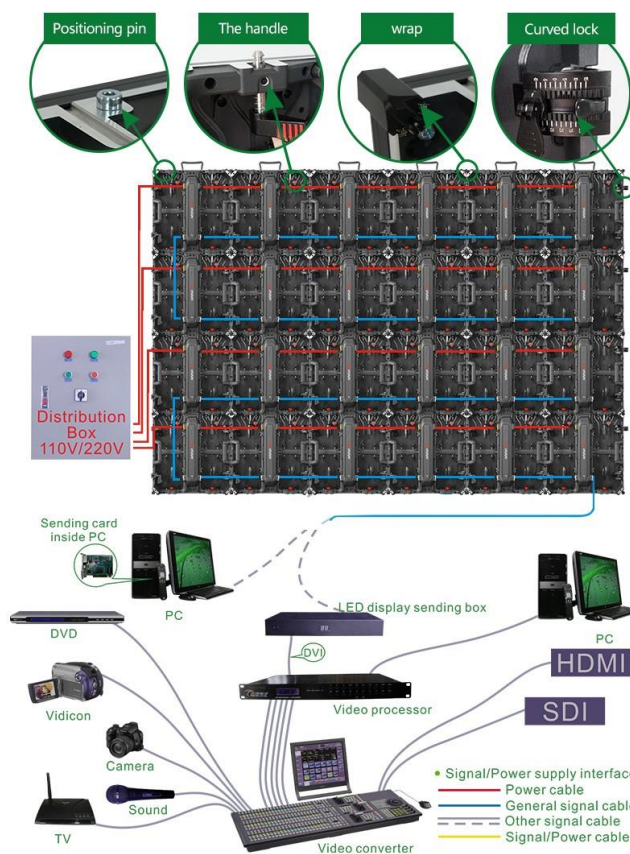 Positioning pin
The handle
wrap
Curved lock
Distribution
Box
110V/220V
Sending card
inside PC
PC
LED display sending box
PC
DVD
DVI
HDMI
Vidicon
Video processor
SDI
Camera
Sound
TV
Video converter
Signal/Power supply interface
Power cable
General signal cable
Other signal cable
Signal/Power cable